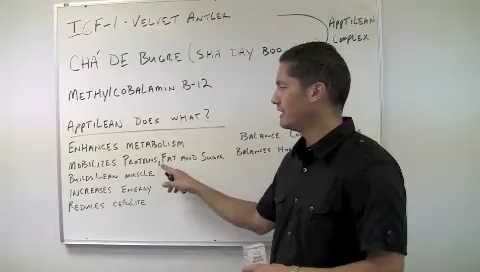 IGF-1 - VELVET ANTLER
APPTILEAN
COMPLEX
CHÁ DE BUGRE (SHA DAY BOO
METHYLCOBALAMIN B-12
APPTILEAN DOES WHAT?
ENHANCES METABOLISM
MOBILIZES PROTEINS, FAT AND SUGAR
BUILDS LEAN MUSCLE
INCREASES ENERGY
REDUCES CELLULITE
BALANCE
BALANCES